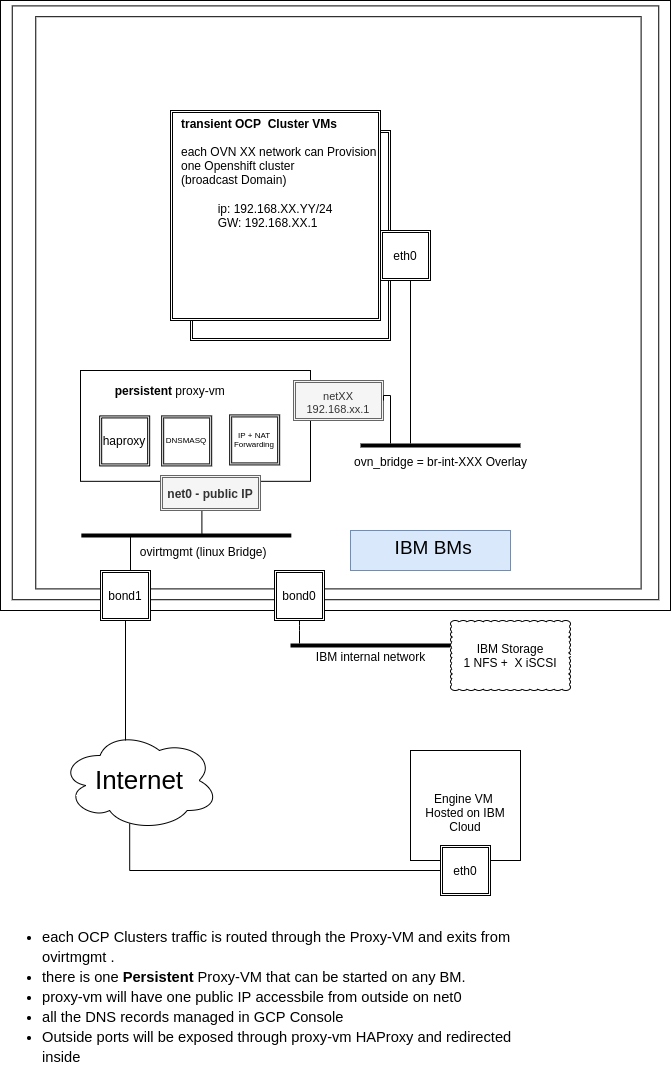 transient OCP  Cluster VMs
each OVN XX network can Provision
one Openshift cluster
(broadcast Domain)
ip: 192.168.XX.YY/24
GW: 192.168.XX.1
eth0
persistent proxy-vm
netXX
192.168.xx.1
haproxy
DNSMASQ
IP + NAT
Forwarding
ovn_bridge = br-int-XXX Overlay
net0 - public IP
ovirtmgmt (linux Bridge)
IBM BMs
bond1
bond0
IBM internal network
IBM Storage
1 NFS +  X iSCSI
Internet
Engine VM
Hosted on IBM
Cloud
eth0
• each OCP Clusters traffic is routed through the Proxy-VM and exits from
ovirtmgmt .
• there is one Persistent Proxy-VM that can be started on any BM.
• proxy-vm will have one public IP accessbile from outside on net0
• all the DNS records managed in GCP Console
• Outside ports will be exposed through proxy-vm HAProxy and redirected
inside